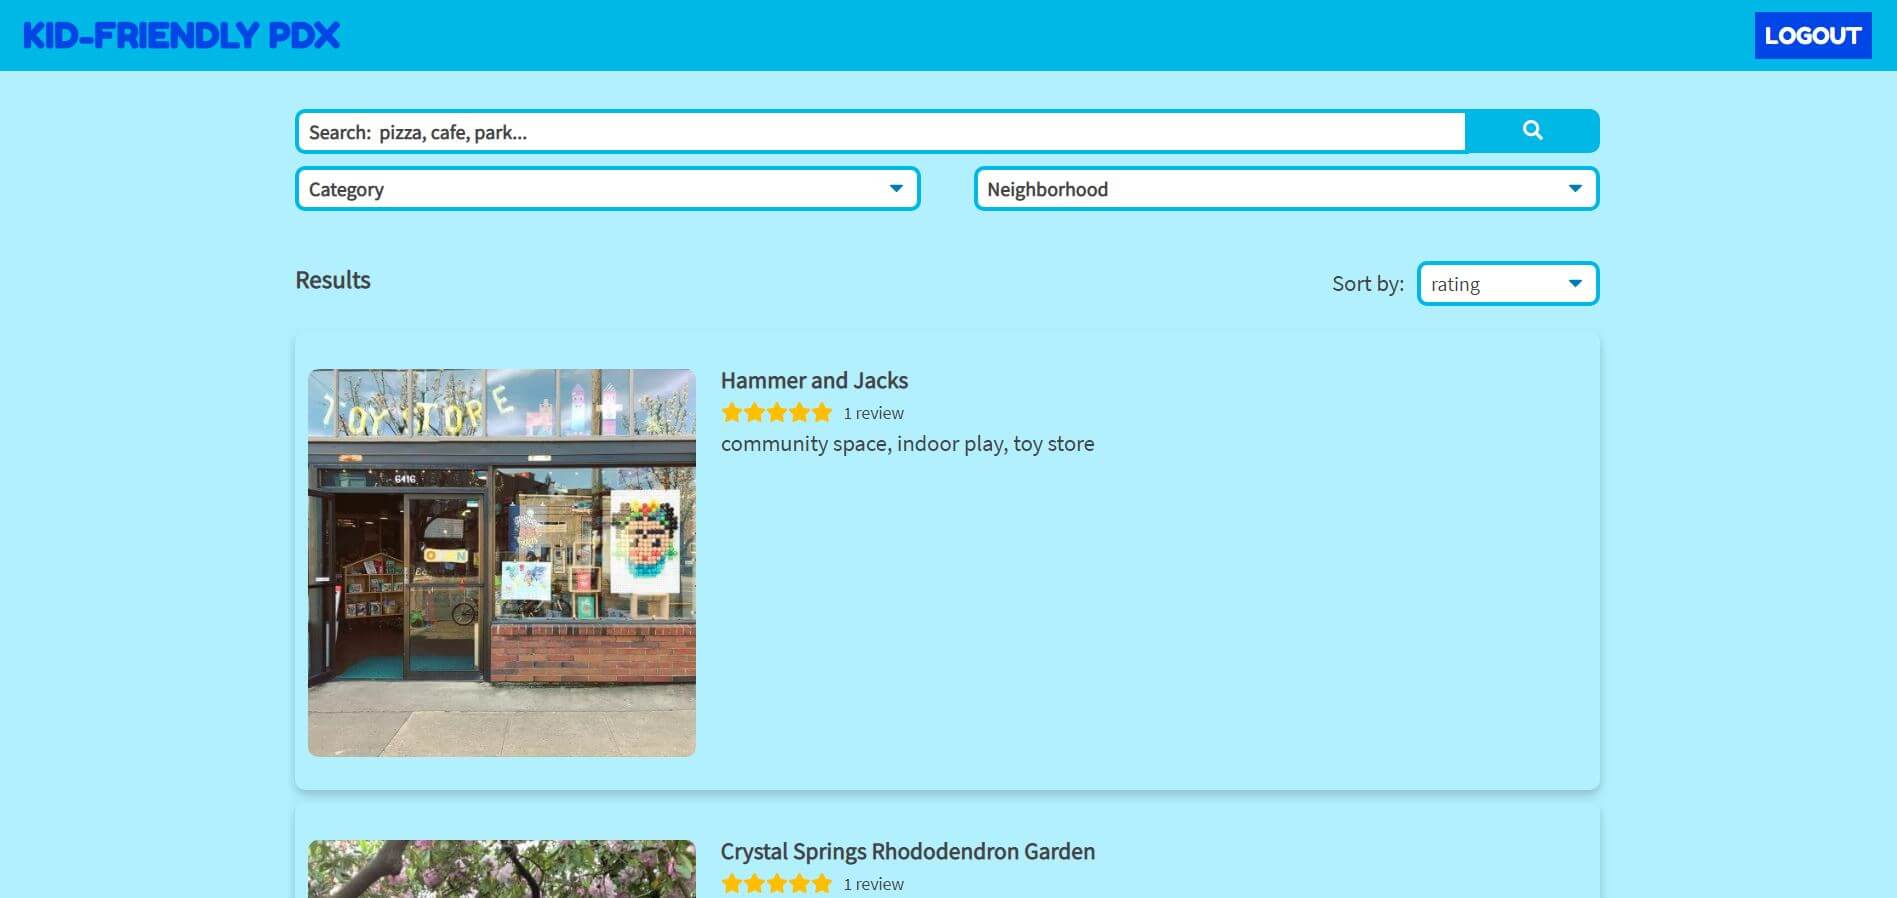 KID-FRIENDLY PDX
LOGOUT
Search: pizza, cafe, park...
Category
Neighborhood
Results
Sort by: rating
Hammer and Jacks
1 review
community space, indoor play, toy store
TOY STORE
6416
Crystal Springs Rhododendron Garden
1 review